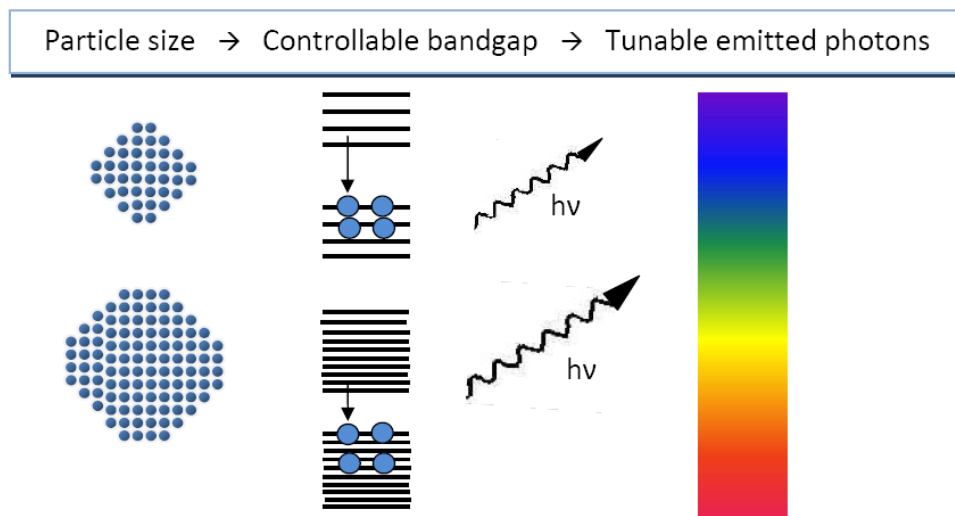 Particle size → Controllable bandgap → Tunable emitted photons
hν
hν